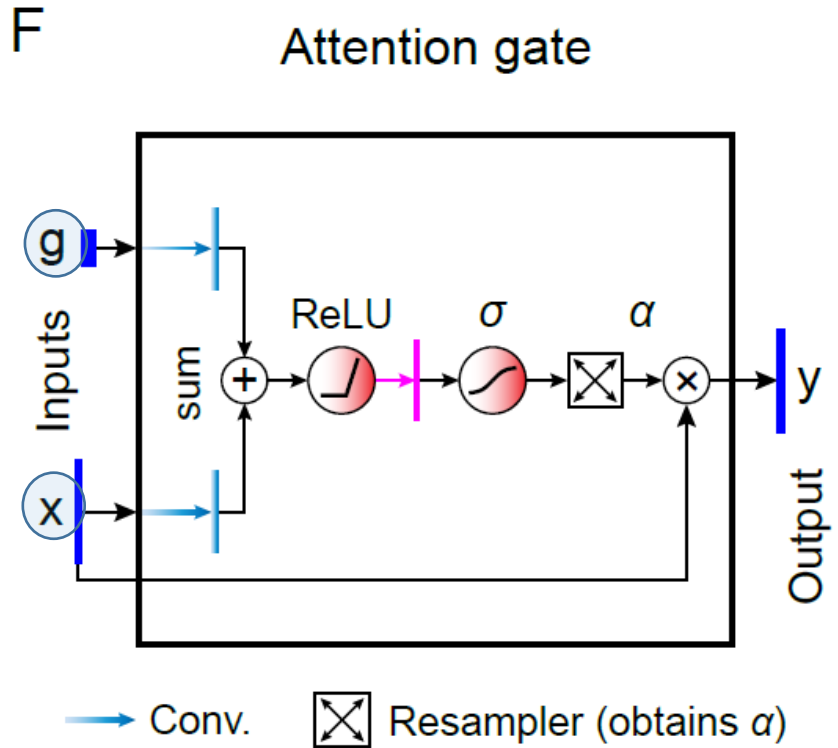 F
Attention gate
g
Inputs
x
sum
+
ReLU
σ
α
×
y
Output
Conv.
Resampler (obtains α)